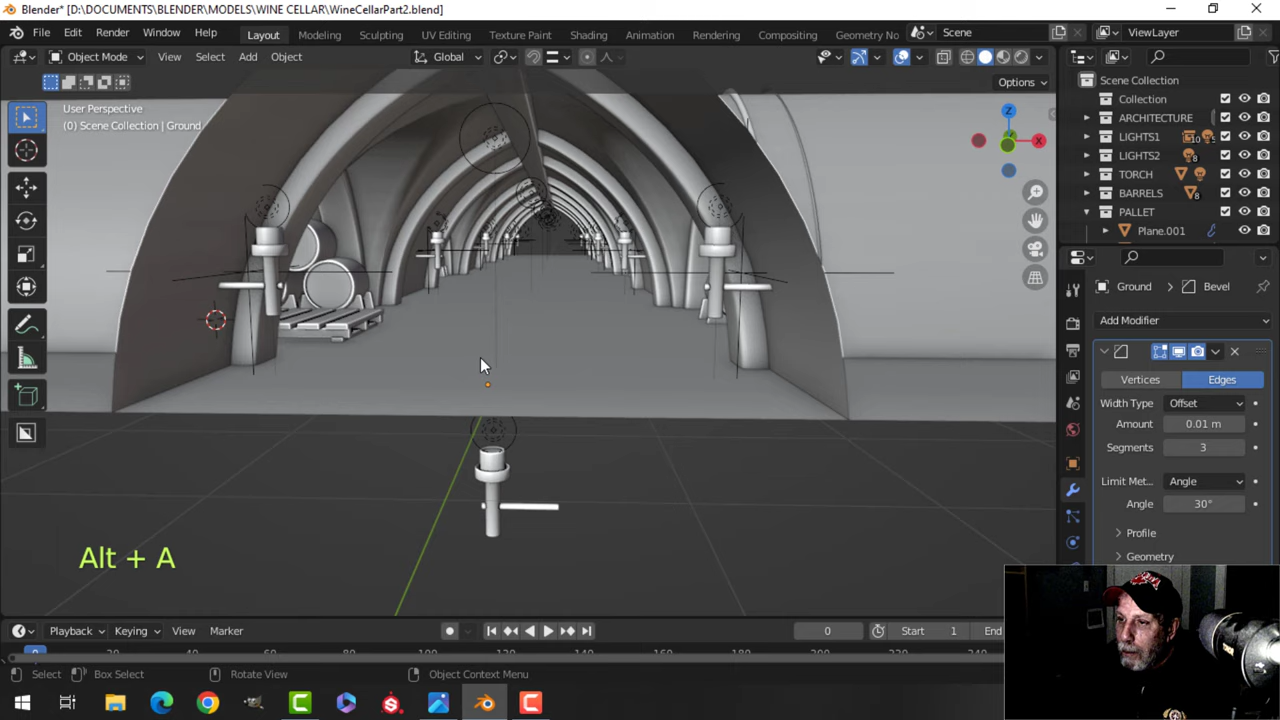 Blender* [D:\DOCUMENTS\BLENDER\MODELS\WINE CELLAR\WineCellarPart2.blend]
File Edit Render Window Help Layout Modeling Sculpting UV Editing Texture Paint Shading Animation Rendering Compositing Geometry No Scene ViewLayer
Object Mode View Select Add Object Global
Options
User Perspective
(0) Scene Collection | Ground
Z
X
Alt + A
Scene Collection
Collection
ARCHITECTURE
LIGHTS1 10
LIGHTS2 8
TORCH
BARRELS 8
PALLET
Plane.001
Ground > Bevel
Add Modifier
Vertices Edges
Width Type Offset
Amount 0.01 m
Segments 3
Limit Met... Angle
Angle 30°
Profile
Geometry
Playback Keying View Marker 0 Start 1 End
Select Box Select Rotate View Object Context Menu